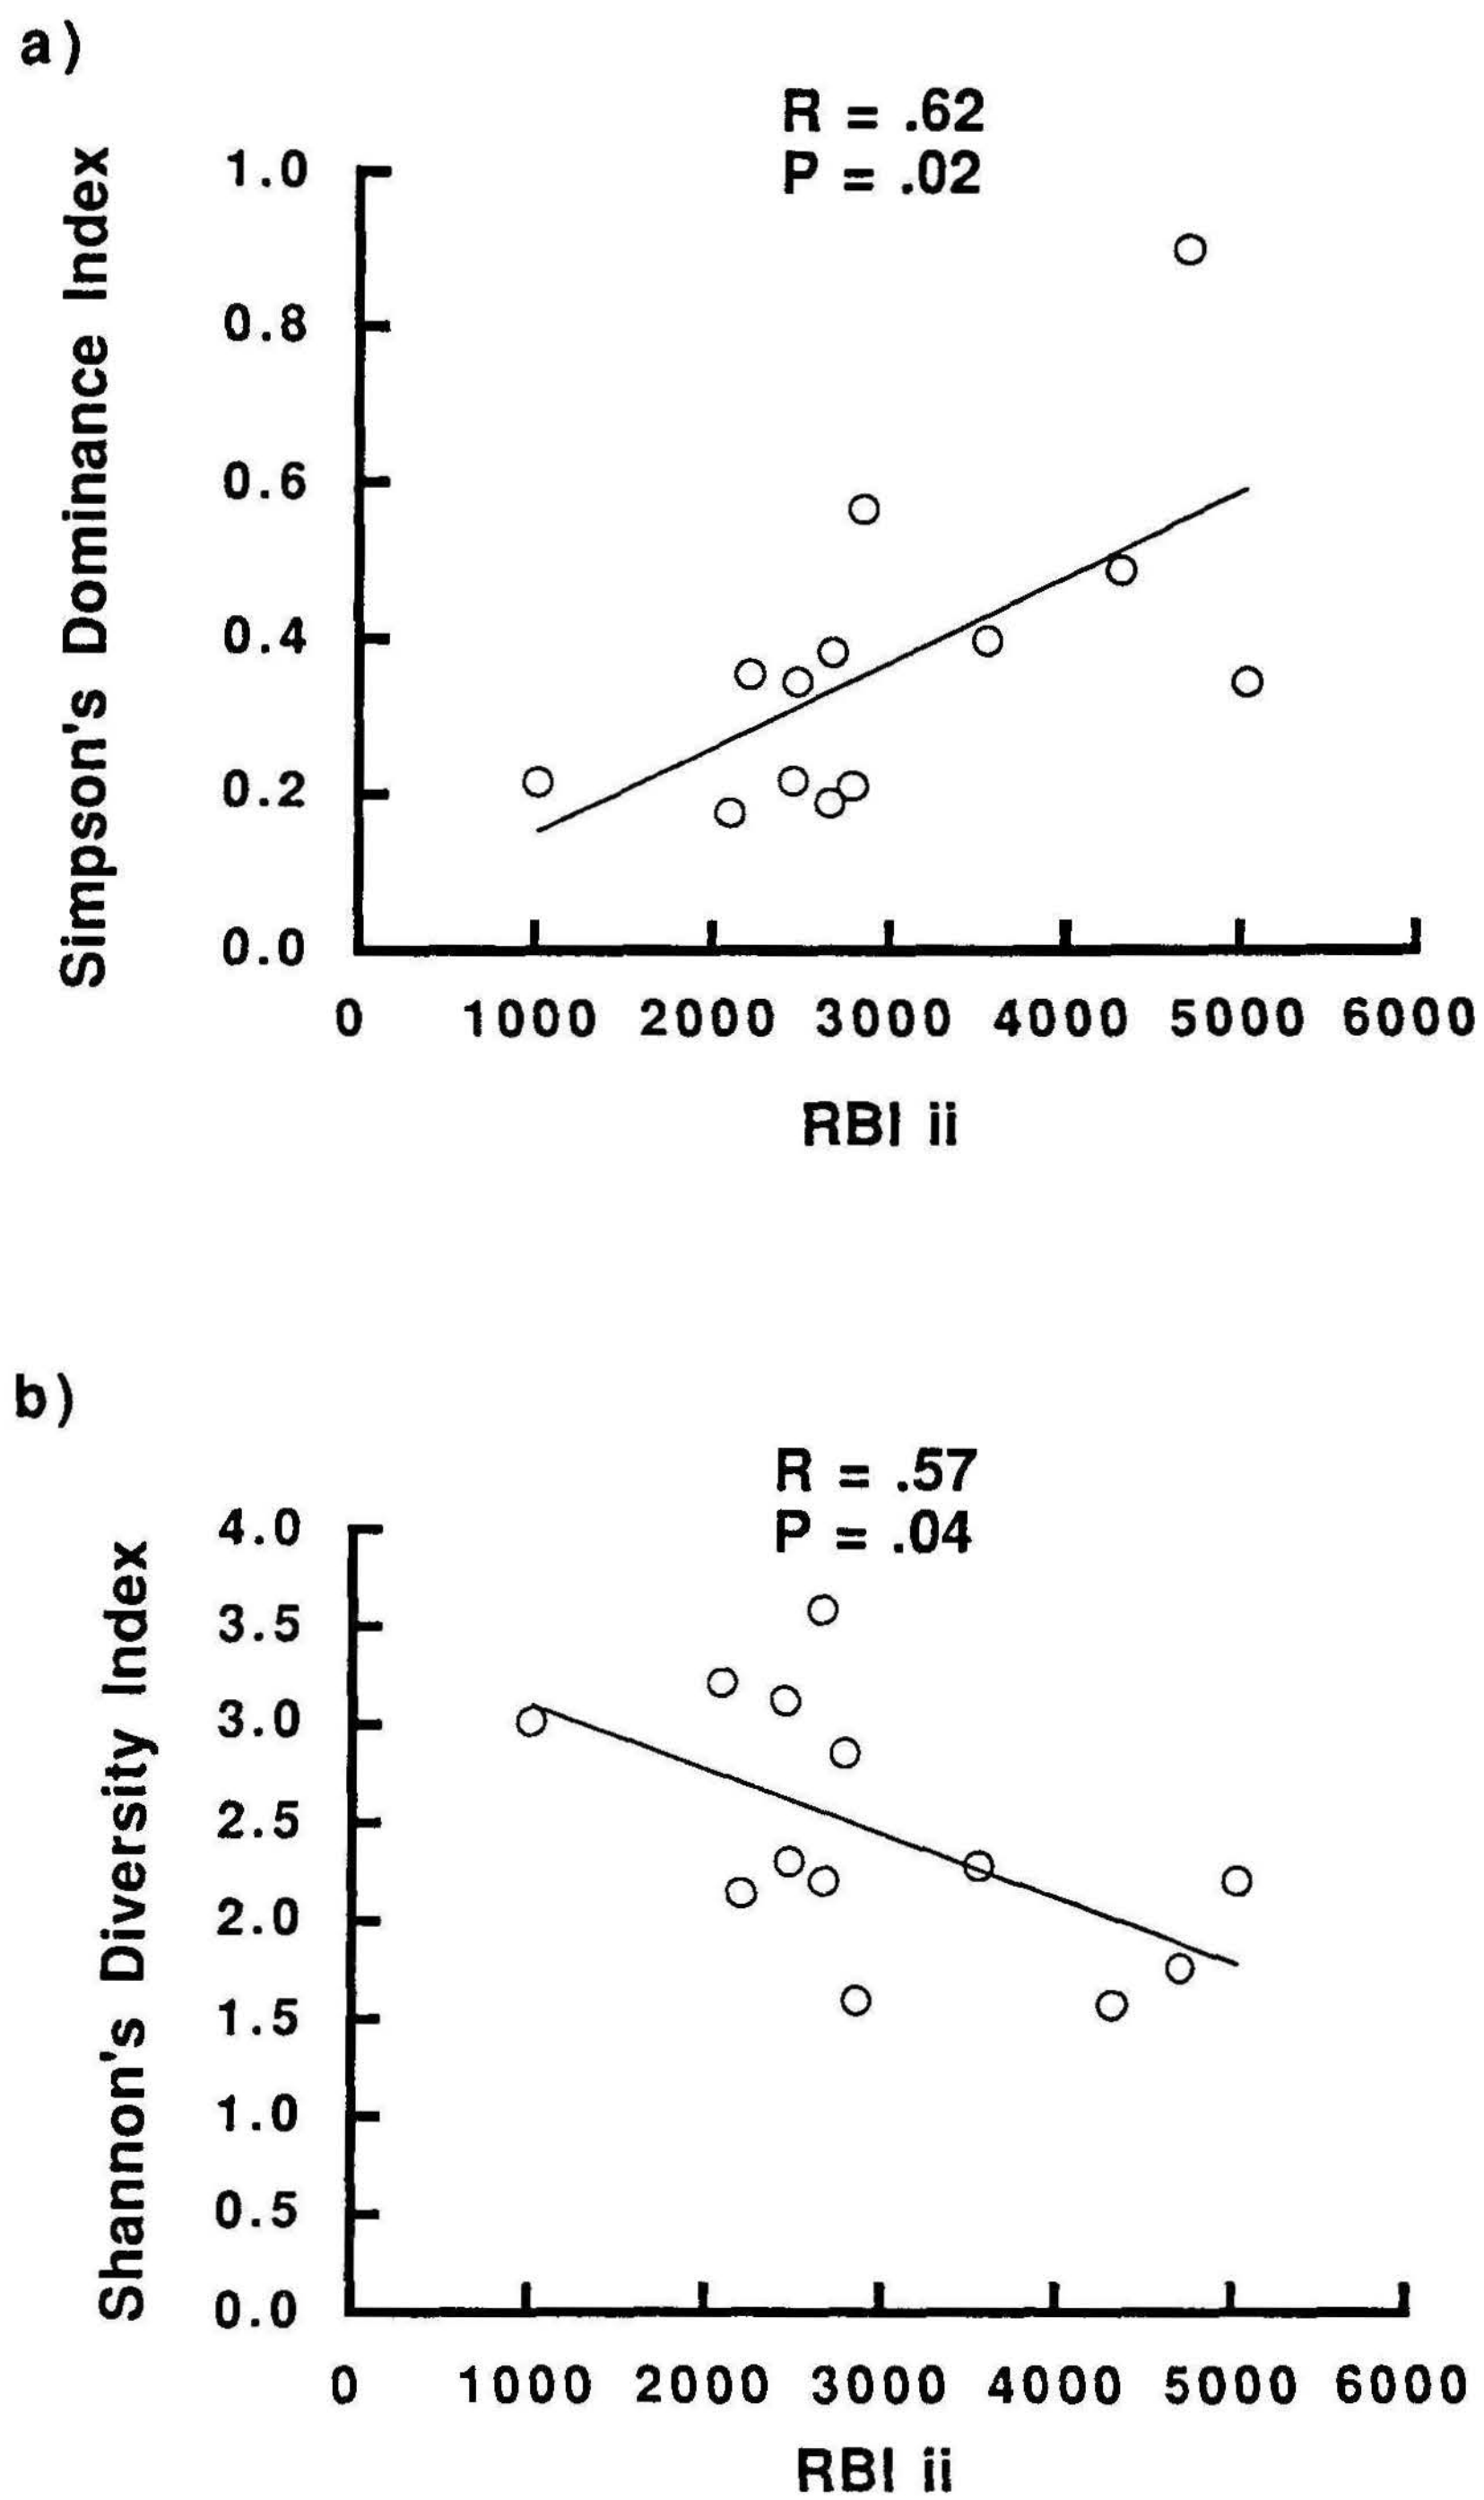 a)
R = .62
P = .02
Simpson's Dominance Index
1.0
0.8
0.6
0.4
0.2
0.0
0 1000 2000 3000 4000 5000 6000
RBI ii
b)
R = .57
P = .04
Shannon's Diversity Index
4.0
3.5
3.0
2.5
2.0
1.5
1.0
0.5
0.0
0 1000 2000 3000 4000 5000 6000
RBI ii